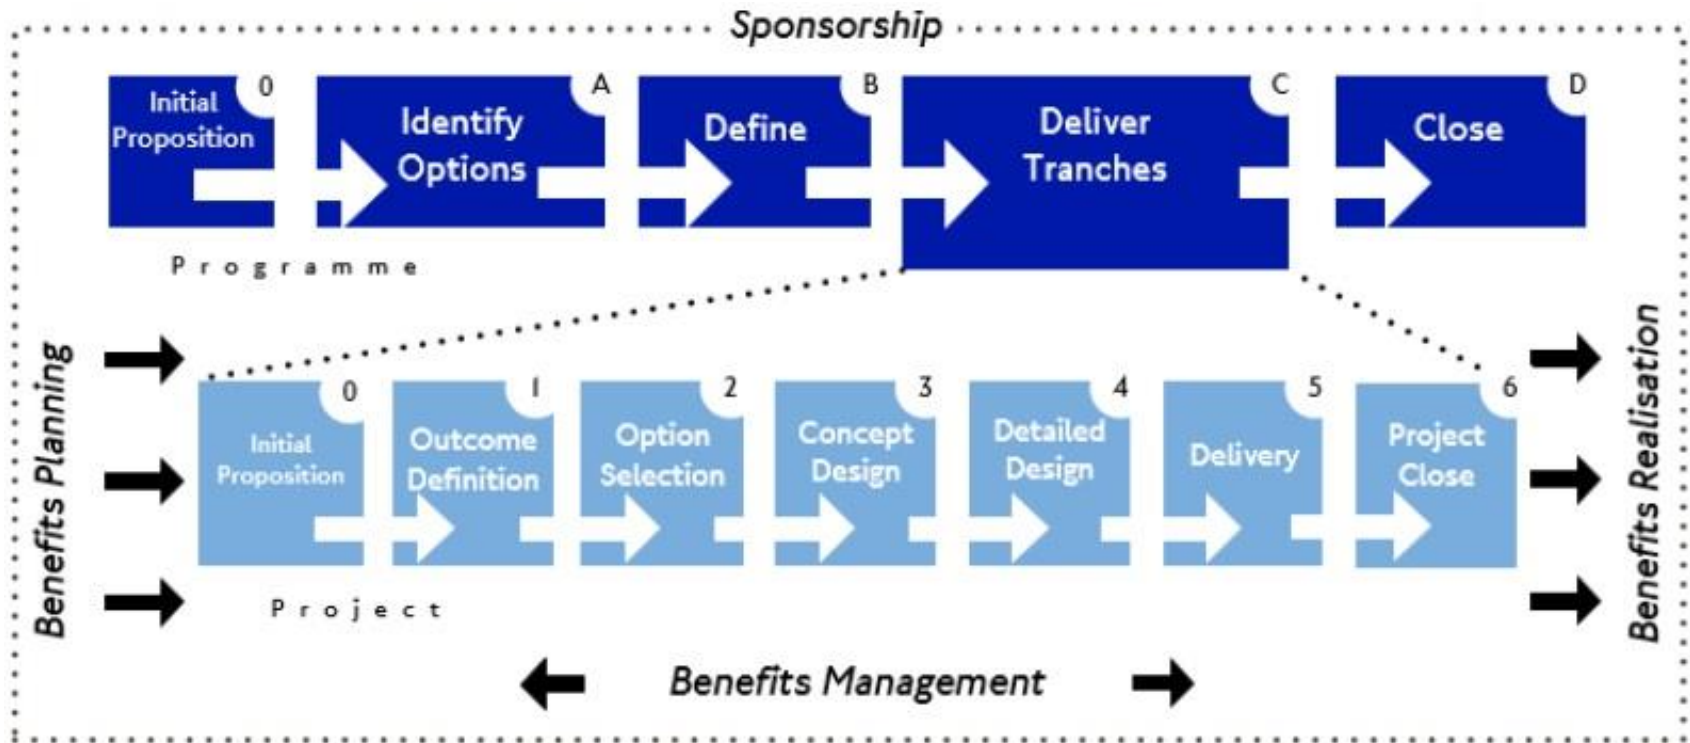 Sponsorship
0
Initial
Proposition
A
Identify
Options
B
Define
C
Deliver
Tranches
D
Close
Programme
Benefits Planning
0
Initial
Proposition
1
Outcome
Definition
2
Option
Selection
3
Concept
Design
4
Detailed
Design
5
Delivery
6
Project
Close
Project
Benefits Realisation
Benefits Management